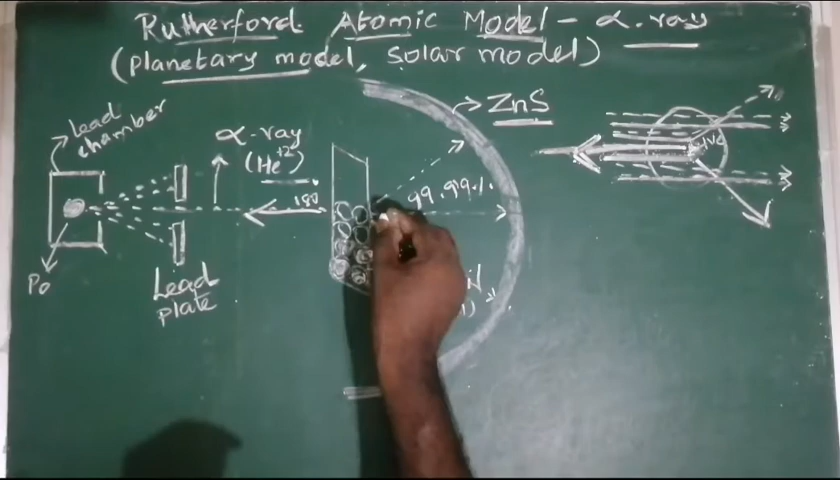 Rutherford Atomic Model - α-ray
(planetary model, solar model)
lead chamber
α-ray
(He⁺²)
ZnS
180
99.99%
Po
Lead plate
+ve